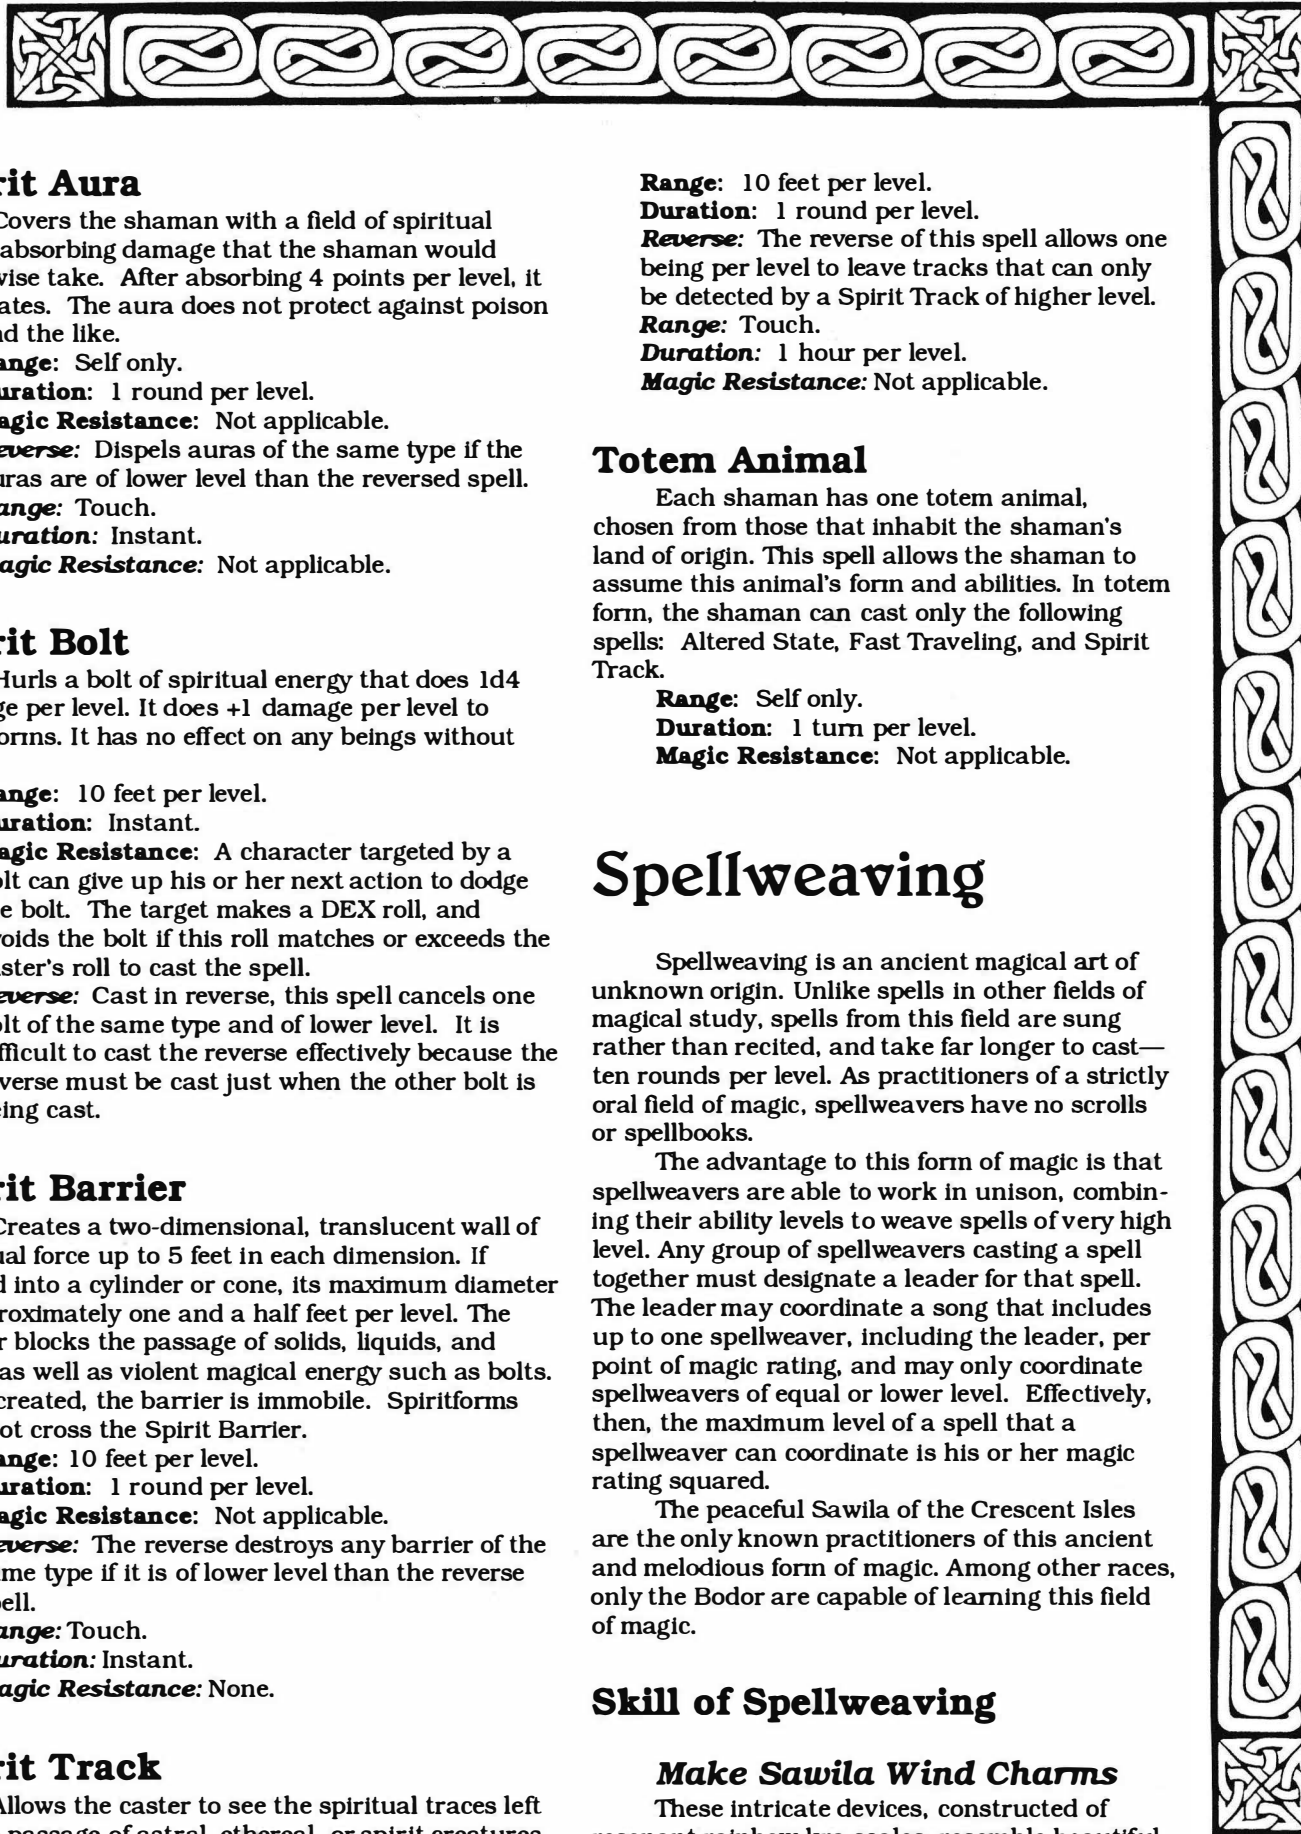 rit Aura
Covers the shaman with a field of spiritual
absorbing damage that the shaman would
wise take. After absorbing 4 points per level, it
ates. The aura does not protect against poison
nd the like.
ange: Self only.
uration: 1 round per level.
agic Resistance: Not applicable.
everse: Dispels auras of the same type if the
uras are of lower level than the reversed spell.
ange: Touch.
uration: Instant.
agic Resistance: Not applicable.
rit Bolt
Hurls a bolt of spiritual energy that does 1d4
ge per level. It does +1 damage per level to
orms. It has no effect on any beings without
ange: 10 feet per level.
uration: Instant.
agic Resistance: A character targeted by a
olt can give up his or her next action to dodge
e bolt. The target makes a DEX roll, and
voids the bolt if this roll matches or exceeds the
ster's roll to cast the spell.
everse: Cast in reverse, this spell cancels one
olt of the same type and of lower level. It is
fficult to cast the reverse effectively because the
verse must be cast just when the other bolt is
eing cast.
rit Barrier
Creates a two-dimensional, translucent wall of
ual force up to 5 feet in each dimension. If
d into a cylinder or cone, its maximum diameter
roximately one and a half feet per level. The
r blocks the passage of solids, liquids, and
as well as violent magical energy such as bolts.
created, the barrier is immobile. Spiritforms
ot cross the Spirit Barrier.
ange: 10 feet per level.
uration: 1 round per level.
agic Resistance: Not applicable.
everse: The reverse destroys any barrier of the
me type if it is of lower level than the reverse
ell.
ange: Touch.
uration: Instant.
agic Resistance: None.
rit Track
Allows the caster to see the spiritual traces left
passage of astral, ethereal, or spirit creatures
Range: 10 feet per level.
Duration: 1 round per level.
Reverse: The reverse of this spell allows one
being per level to leave tracks that can only
be detected by a Spirit Track of higher level.
Range: Touch.
Duration: 1 hour per level.
Magic Resistance: Not applicable.
Totem Animal
Each shaman has one totem animal,
chosen from those that inhabit the shaman's
land of origin. This spell allows the shaman to
assume this animal's form and abilities. In totem
form, the shaman can cast only the following
spells: Altered State, Fast Traveling, and Spirit
Track.
Range: Self only.
Duration: 1 turn per level.
Magic Resistance: Not applicable.
Spellweaving
Spellweaving is an ancient magical art of
unknown origin. Unlike spells in other fields of
magical study, spells from this field are sung
rather than recited, and take far longer to cast—
ten rounds per level. As practitioners of a strictly
oral field of magic, spellweavers have no scrolls
or spellbooks.
The advantage to this form of magic is that
spellweavers are able to work in unison, combin-
ing their ability levels to weave spells of very high
level. Any group of spellweavers casting a spell
together must designate a leader for that spell.
The leader may coordinate a song that includes
up to one spellweaver, including the leader, per
point of magic rating, and may only coordinate
spellweavers of equal or lower level. Effectively,
then, the maximum level of a spell that a
spellweaver can coordinate is his or her magic
rating squared.
The peaceful Sawila of the Crescent Isles
are the only known practitioners of this ancient
and melodious form of magic. Among other races,
only the Bodor are capable of learning this field
of magic.
Skill of Spellweaving
Make Sawila Wind Charms
These intricate devices, constructed of